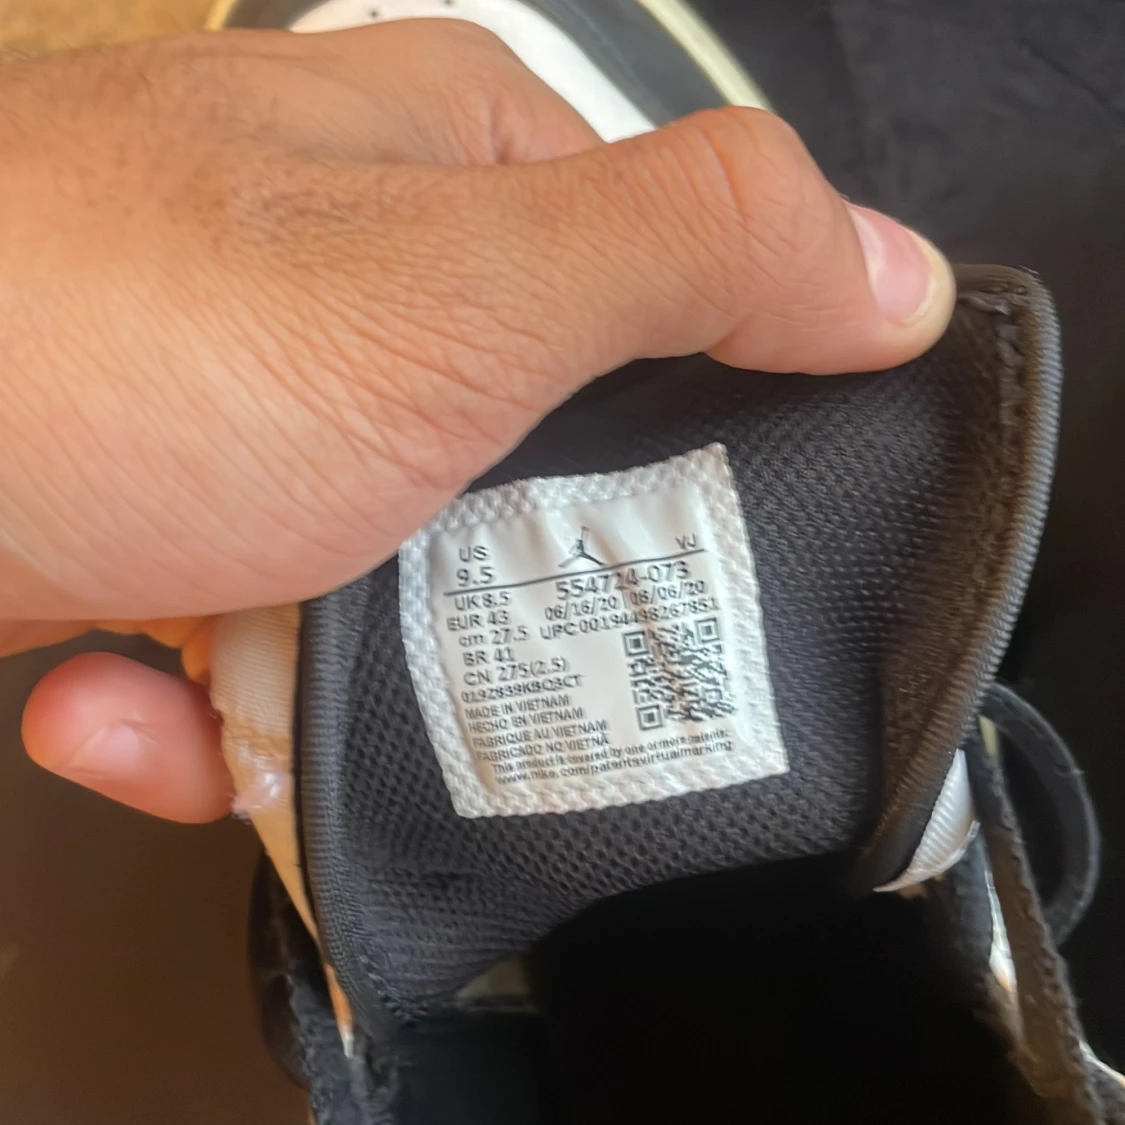 US VJ
9.5
UK 8.5 554724-073
EUR 43 06/16/20 06/06/20
cm 27.5 UPC 00194498267851
BR 41
CN 275(2.5)
0192839KBQ3CT
MADE IN VIETNAM
HECHO EN VIETNAM
FABRIQUE AU VIETNAM
FABRICADO NO VIETNÃ
This product is covered by one or more patents:
www.nike.com/patentsvirtualmarking